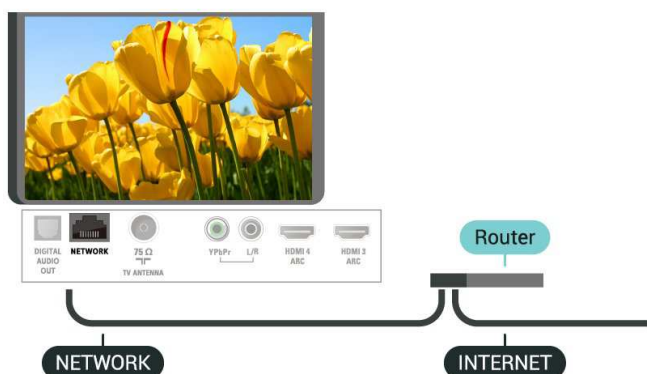 DIGITAL
AUDIO
OUT
NETWORK
75 Ω
TV ANTENNA
YPbPr L/R
HDMI 4
ARC
HDMI 3
ARC
Router
NETWORK
INTERNET